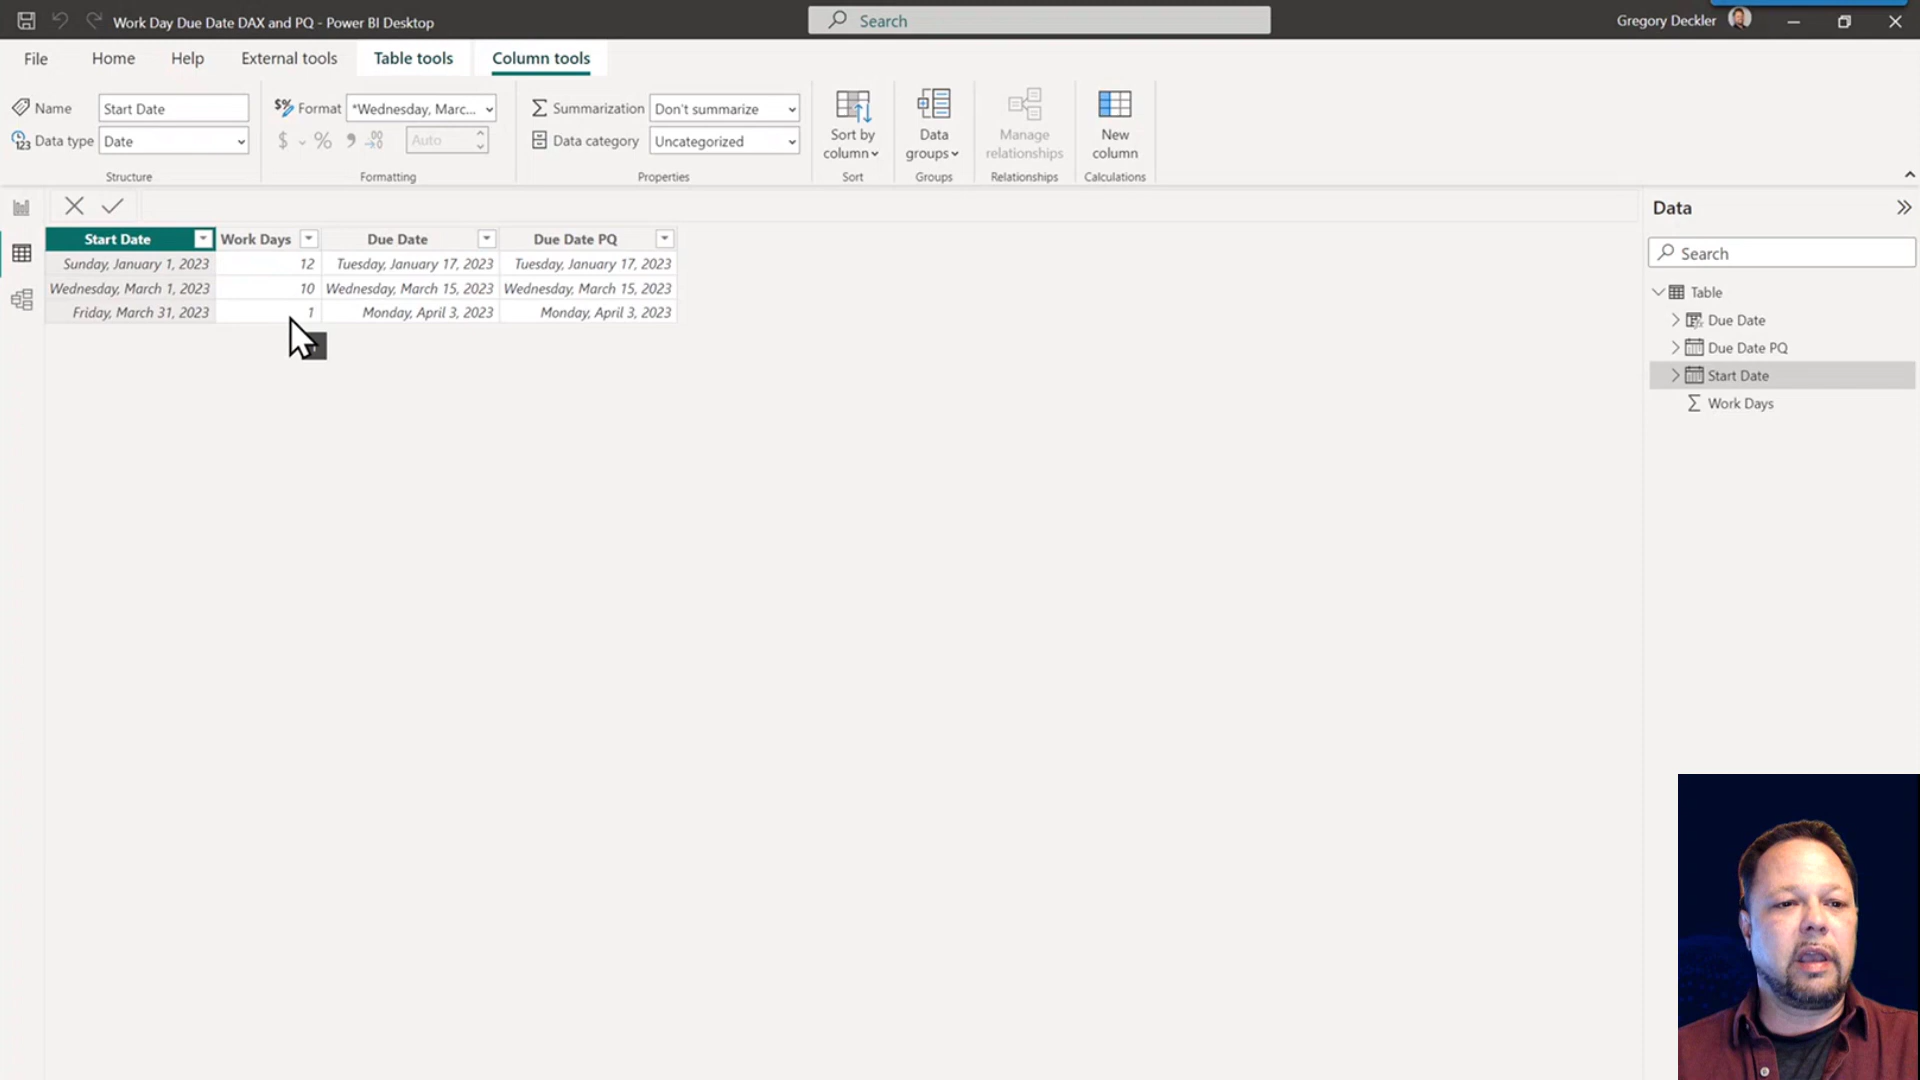 Work Day Due Date DAX and PQ - Power BI Desktop
Search
Gregory Deckler
File Home Help External tools Table tools Column tools
Name Start Date
Data type Date
Structure
$% Format *Wednesday, Marc...
$ % , .00 Auto
Formatting
Summarization Don't summarize
Data category Uncategorized
Properties
Sort by column
Sort
Data groups
Groups
Manage relationships
Relationships
New column
Calculations
Start Date Work Days Due Date Due Date PQ
Sunday, January 1, 2023 12 Tuesday, January 17, 2023 Tuesday, January 17, 2023
Wednesday, March 1, 2023 10 Wednesday, March 15, 2023 Wednesday, March 15, 2023
Friday, March 31, 2023 1 Monday, April 3, 2023 Monday, April 3, 2023
Data
Search
Table
Due Date
Due Date PQ
Start Date
Work Days